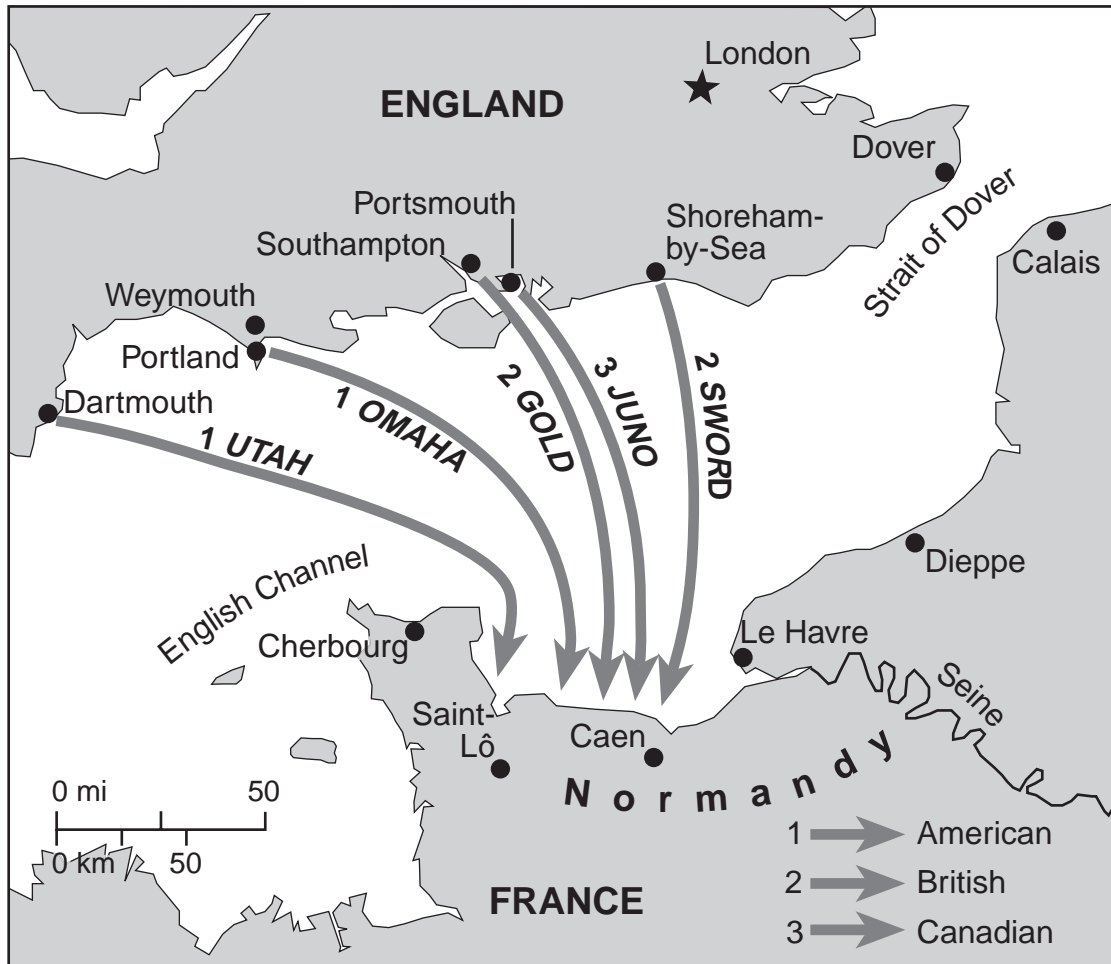 London
ENGLAND
Dover
Strait of Dover
Portsmouth
Southampton
Shoreham-
by-Sea
Calais
Weymouth
Portland
Dartmouth
1 UTAH
1 OMAHA
2 GOLD
3 JUNO
2 SWORD
English Channel
Dieppe
Cherbourg
Le Havre
Seine
Saint-
Lô
Caen
Normandy
0 mi 50
0 km 50
FRANCE
1 American
2 British
3 Canadian